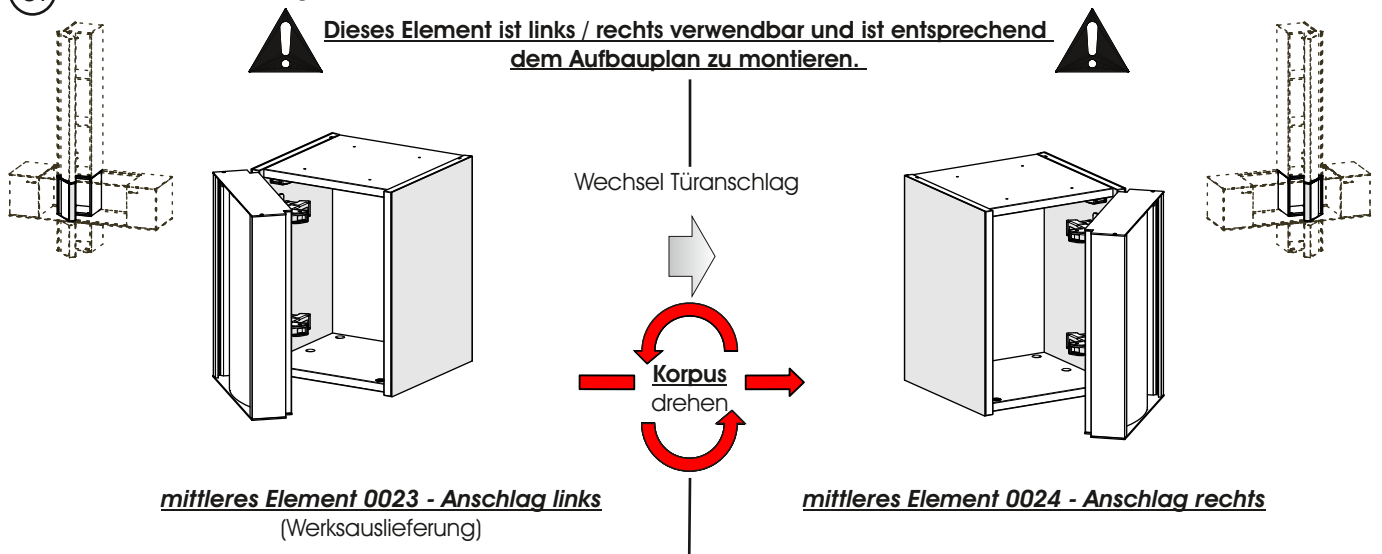 Dieses Element ist links / rechts verwendbar und ist entsprechend
dem Aufbauplan zu montieren.
Wechsel Türanschlag
Korpus
drehen
mittleres Element 0023 - Anschlag links
(Werksauslieferung)
mittleres Element 0024 - Anschlag rechts